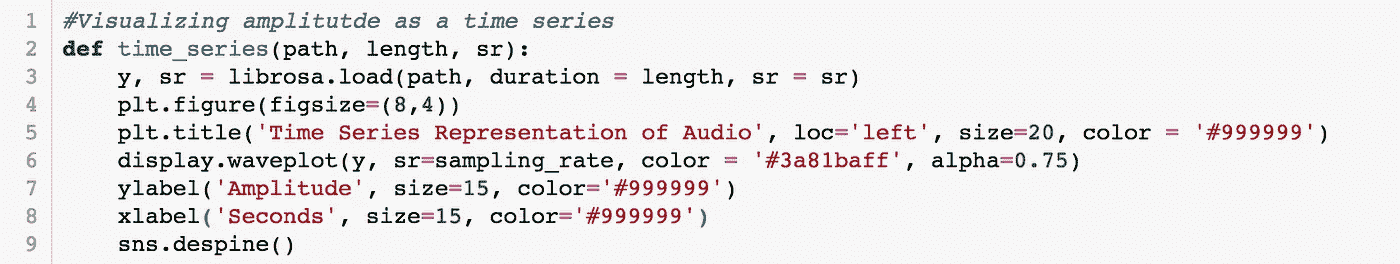 1 #Visualizing amplitutde as a time series
2 def time_series(path, length, sr):
3     y, sr = librosa.load(path, duration = length, sr = sr)
4     plt.figure(figsize=(8,4))
5     plt.title('Time Series Representation of Audio', loc='left', size=20, color = '#999999')
6     display.waveplot(y, sr=sampling_rate, color = '#3a81baff', alpha=0.75)
7     ylabel('Amplitude', size=15, color='#999999')
8     xlabel('Seconds', size=15, color='#999999')
9     sns.despine()